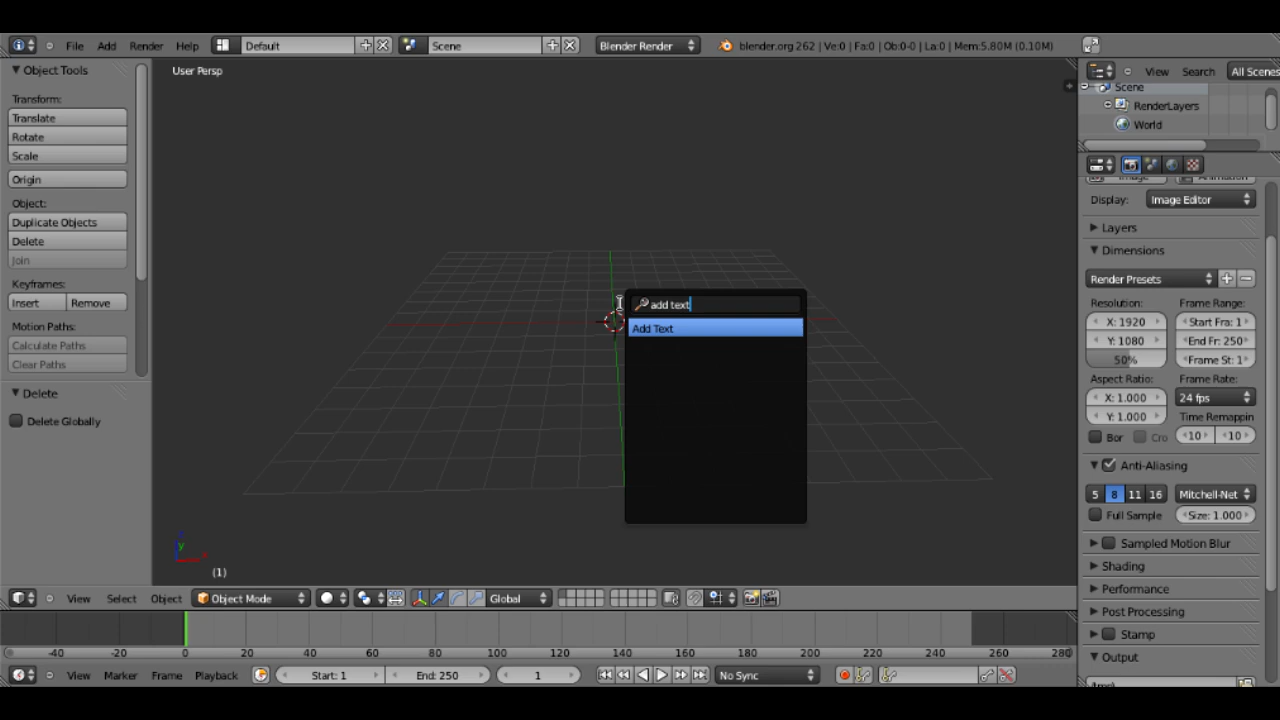 File Add Render Help Default Scene Blender Render blender.org 262 | Ve:0 | Fa:0 | Ob:0-0 | La:0 | Mem:5.80M (0.10M)
Object Tools
Transform:
Translate
Rotate
Scale
Origin
Object:
Duplicate Objects
Delete
Join
Keyframes:
Insert Remove
Motion Paths:
Calculate Paths
Clear Paths
Delete
Delete Globally
User Persp
add text
Add Text
y
(1)
View Search All Scenes
Scene
RenderLayers
World
Display: Image Editor
Layers
Dimensions
Render Presets
Resolution: Frame Range:
X: 1920 Start Fra: 1
Y: 1080 End Fr: 250
50% Frame St: 1
Aspect Ratio: Frame Rate:
X: 1.000 24 fps
Y: 1.000 Time Remappin
Bor Cro 10 10
Anti-Aliasing
5 8 11 16 Mitchell-Net
Full Sample Size: 1.000
Sampled Motion Blur
Shading
Performance
Post Processing
Stamp
Output
View Select Object Object Mode Global
-40 -20 0 20 40 60 80 100 120 140 160 180 200 220 240 260 280
View Marker Frame Playback Start: 1 End: 250 1 No Sync